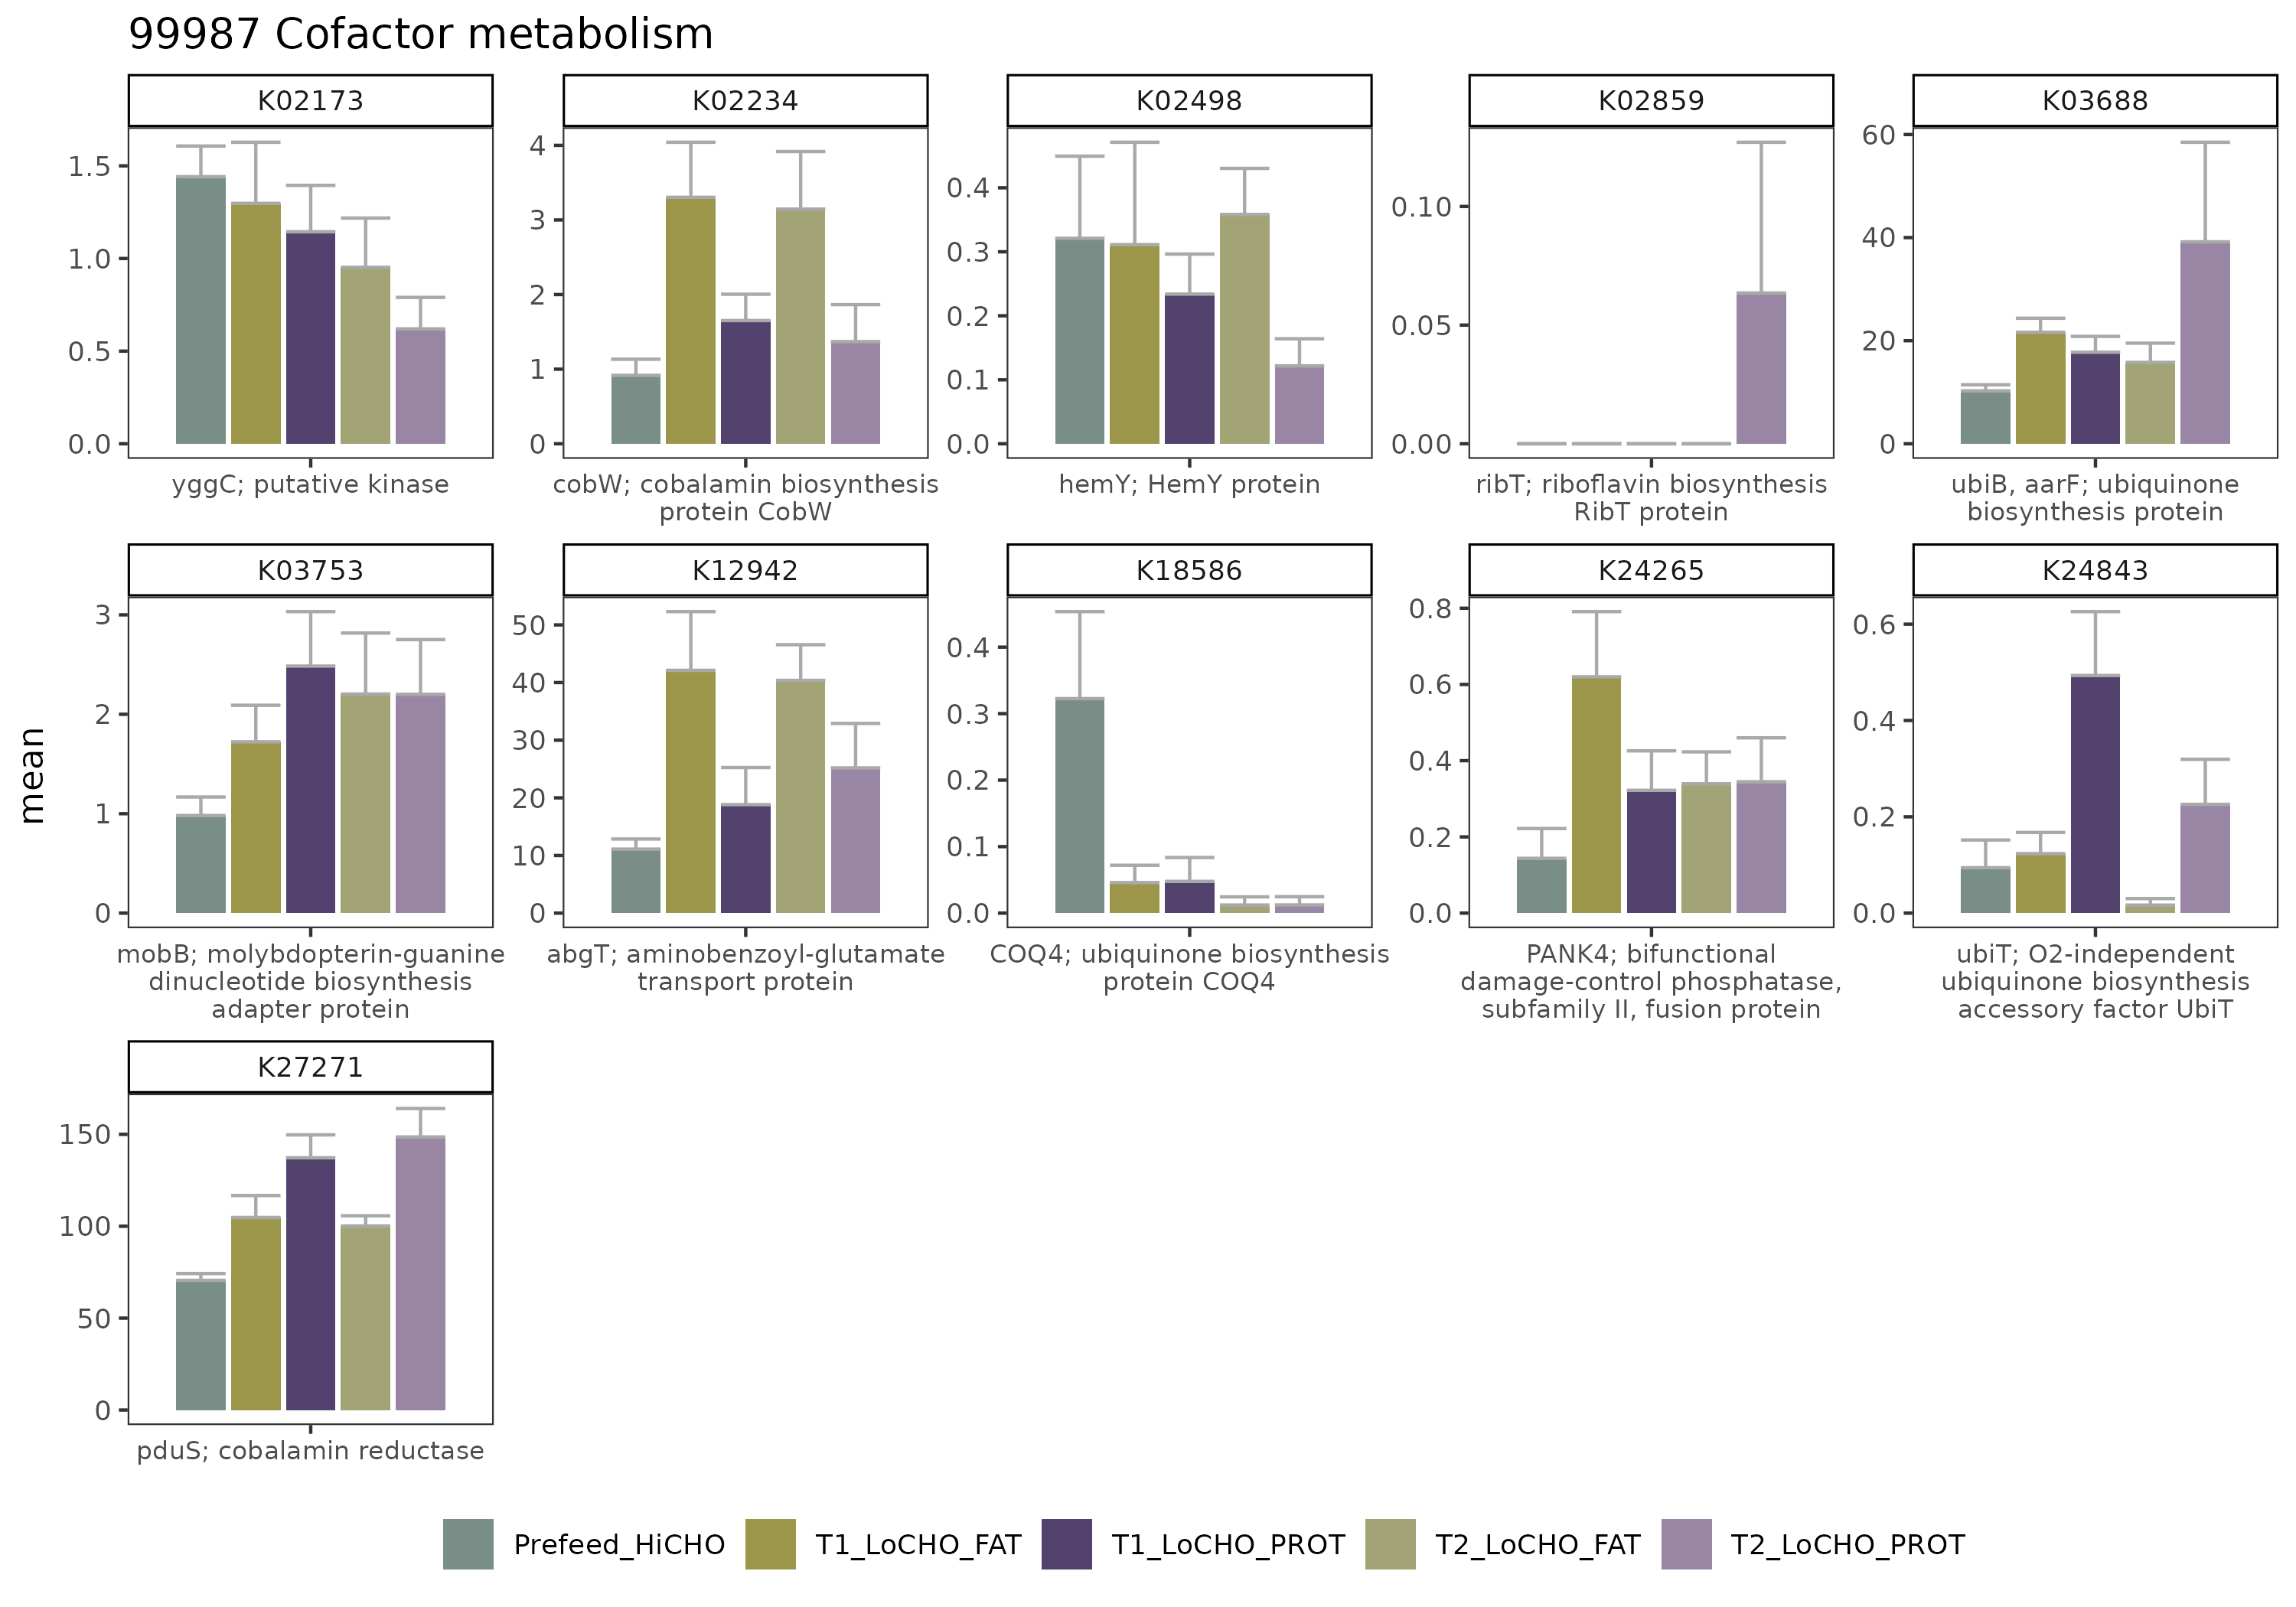 99987 Cofactor metabolism
K02173
K02234
K02498
K02859
K03688
1.5
1.0
0.5
0.0
4
3
2
1
0
0.4
0.3
0.2
0.1
0.0
0.10
0.05
0.00
60
40
20
0
yggC; putative kinase
cobW; cobalamin biosynthesis
protein CobW
hemY; HemY protein
ribT; riboflavin biosynthesis
RibT protein
ubiB, aarF; ubiquinone
biosynthesis protein
K03753
K12942
K18586
K24265
K24843
3
2
1
0
50
40
30
20
10
0
0.4
0.3
0.2
0.1
0.0
0.8
0.6
0.4
0.2
0.0
0.6
0.4
0.2
0.0
mobB; molybdopterin-guanine
dinucleotide biosynthesis
adapter protein
abgT; aminobenzoyl-glutamate
transport protein
COQ4; ubiquinone biosynthesis
protein COQ4
PANK4; bifunctional
damage-control phosphatase,
subfamily II, fusion protein
ubiT; O2-independent
ubiquinone biosynthesis
accessory factor UbiT
mean
K27271
150
100
50
0
pduS; cobalamin reductase
Prefeed_HiCHO
T1_LoCHO_FAT
T1_LoCHO_PROT
T2_LoCHO_FAT
T2_LoCHO_PROT